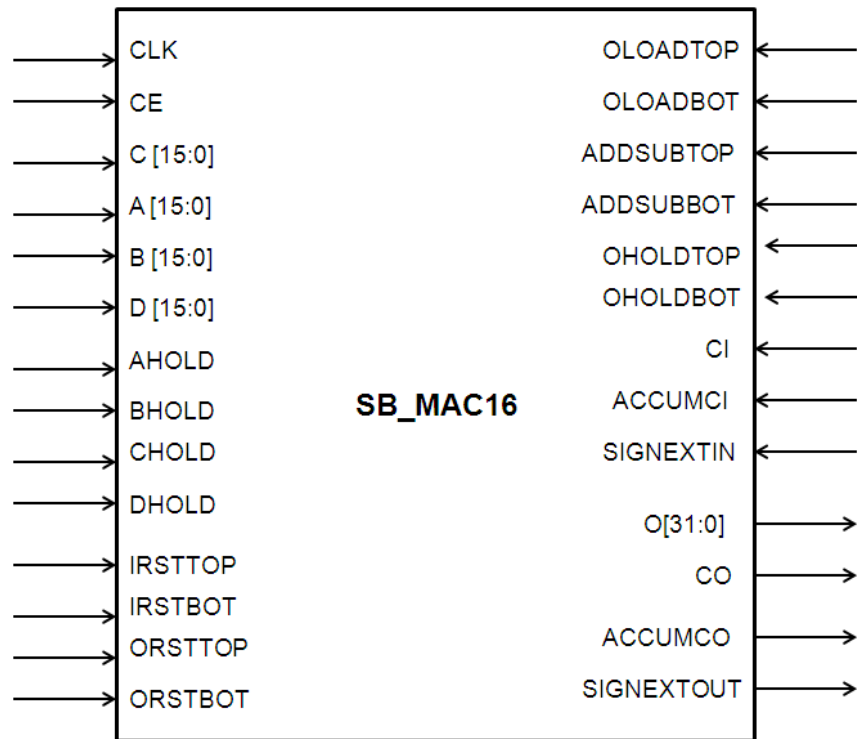 CLK
CE
C [15:0]
A [15:0]
B [15:0]
D [15:0]
AHOLD
BHOLD
CHOLD
DHOLD
IRSTTOP
IRSTBOT
ORSTTOP
ORSTBOT
SB_MAC16
OLOADTOP
OLOADBOT
ADDSUBTOP
ADDSUBBOT
OHOLDTOP
OHOLDBOT
CI
ACCUMCI
SIGNEXTIN
O[31:0]
CO
ACCUMCO
SIGNEXTOUT